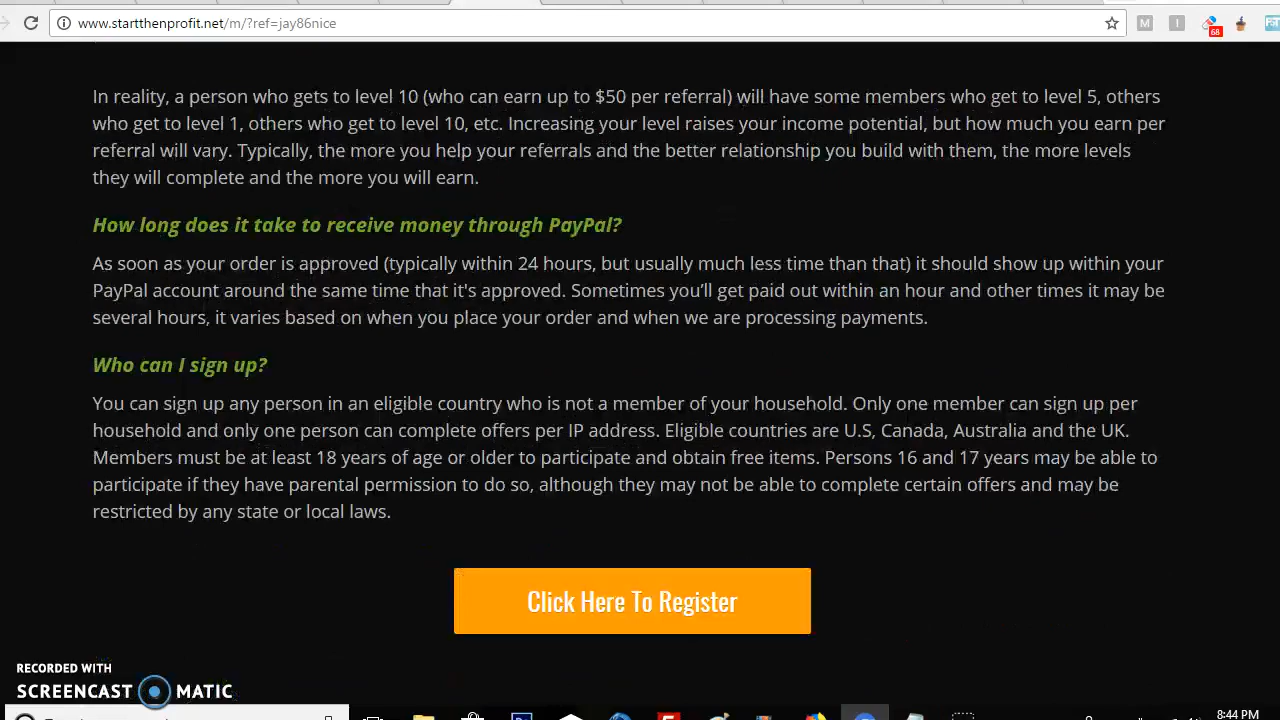 www.startthenprofit.net/m/?ref=jay86nice
M
I
68
In reality, a person who gets to level 10 (who can earn up to $50 per referral) will have some members who get to level 5, others
who get to level 1, others who get to level 10, etc. Increasing your level raises your income potential, but how much you earn per
referral will vary. Typically, the more you help your referrals and the better relationship you build with them, the more levels
they will complete and the more you will earn.
How long does it take to receive money through PayPal?
As soon as your order is approved (typically within 24 hours, but usually much less time than that) it should show up within your
PayPal account around the same time that it's approved. Sometimes you’ll get paid out within an hour and other times it may be
several hours, it varies based on when you place your order and when we are processing payments.
Who can I sign up?
You can sign up any person in an eligible country who is not a member of your household. Only one member can sign up per
household and only one person can complete offers per IP address. Eligible countries are U.S, Canada, Australia and the UK.
Members must be at least 18 years of age or older to participate and obtain free items. Persons 16 and 17 years may be able to
participate if they have parental permission to do so, although they may not be able to complete certain offers and may be
restricted by any state or local laws.
Click Here To Register
RECORDED WITH
SCREENCAST MATIC
8:44 PM